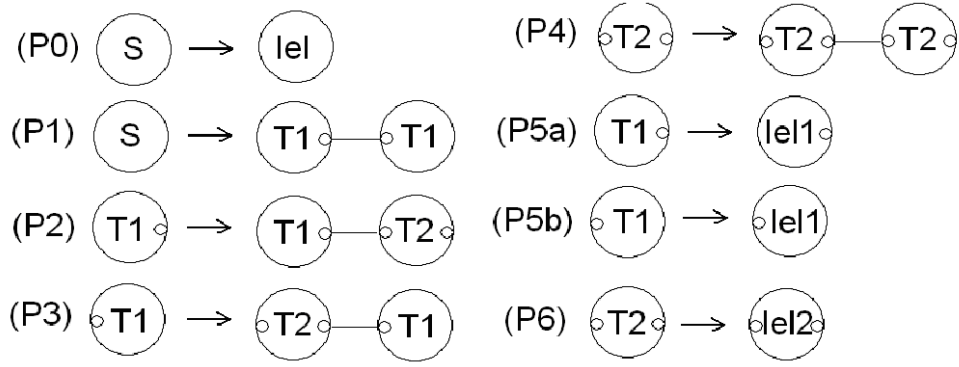 (P0) S → lel
(P1) S → T1 T1
(P2) T1 → T1 T2
(P3) T1 → T2 T1
(P4) T2 → T2 T2
(P5a) T1 → lel1
(P5b) T1 → lel1
(P6) T2 → lel2